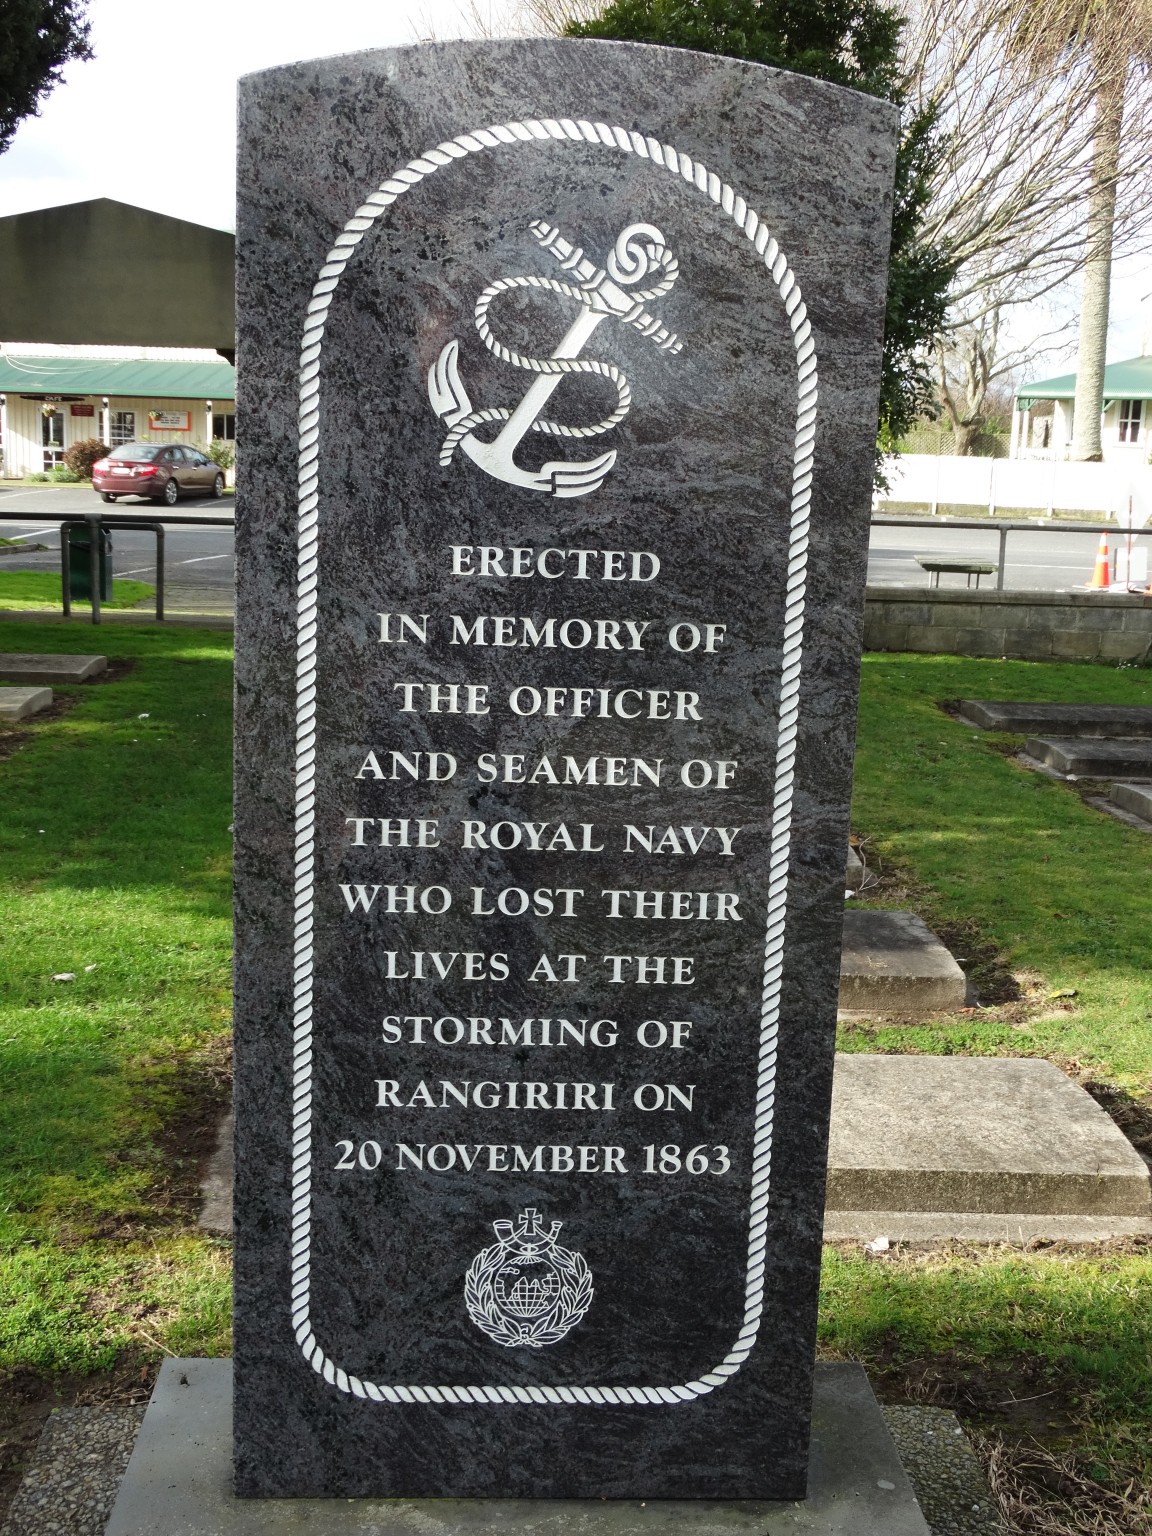 ERECTED
IN MEMORY OF
THE OFFICER
AND SEAMEN OF
THE ROYAL NAVY
WHO LOST THEIR
LIVES AT THE
STORMING OF
RANGIRIRI ON
20 NOVEMBER 1863
CAFE